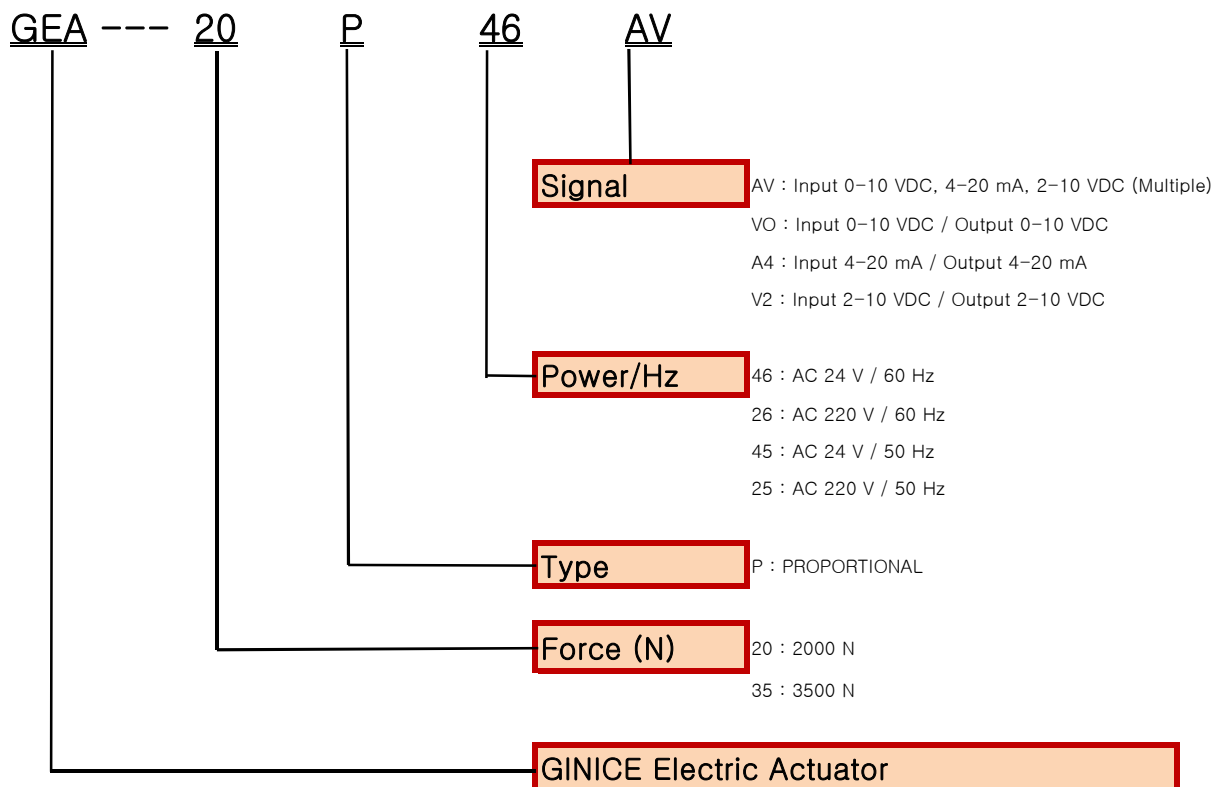 GEA --- 20 P 46 AV
Signal
AV : Input 0-10 VDC, 4-20 mA, 2-10 VDC (Multiple)
VO : Input 0-10 VDC / Output 0-10 VDC
A4 : Input 4-20 mA / Output 4-20 mA
V2 : Input 2-10 VDC / Output 2-10 VDC
Power/Hz
46 : AC 24 V / 60 Hz
26 : AC 220 V / 60 Hz
45 : AC 24 V / 50 Hz
25 : AC 220 V / 50 Hz
Type
P : PROPORTIONAL
Force (N)
20 : 2000 N
35 : 3500 N
GINICE Electric Actuator